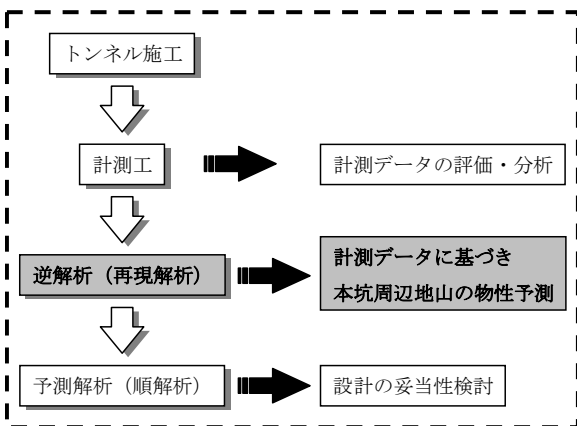 トンネル施工
計測工
計測データの評価・分析
逆解析（再現解析）
計測データに基づき
本坑周辺地山の物性予測
予測解析（順解析）
設計の妥当性検討